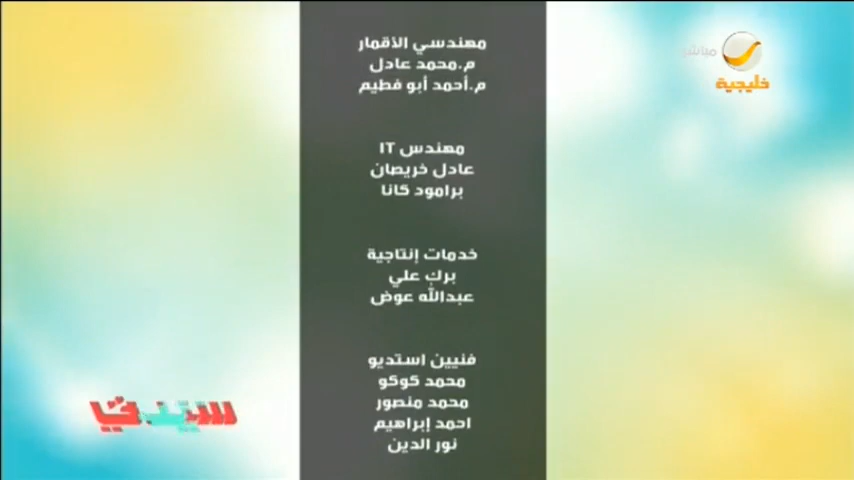 مهندسي الأقمار
م.محمد عادل
م.أحمد أبو فطيم
مهندس IT
عادل خريصان
برامود كانا
خدمات إنتاجية
برك علي
عبدالله عوض
فنيين استديو
محمد كوكو
محمد منصور
احمد إبراهيم
نور الدين
مباشر
خليجية
سيدتي